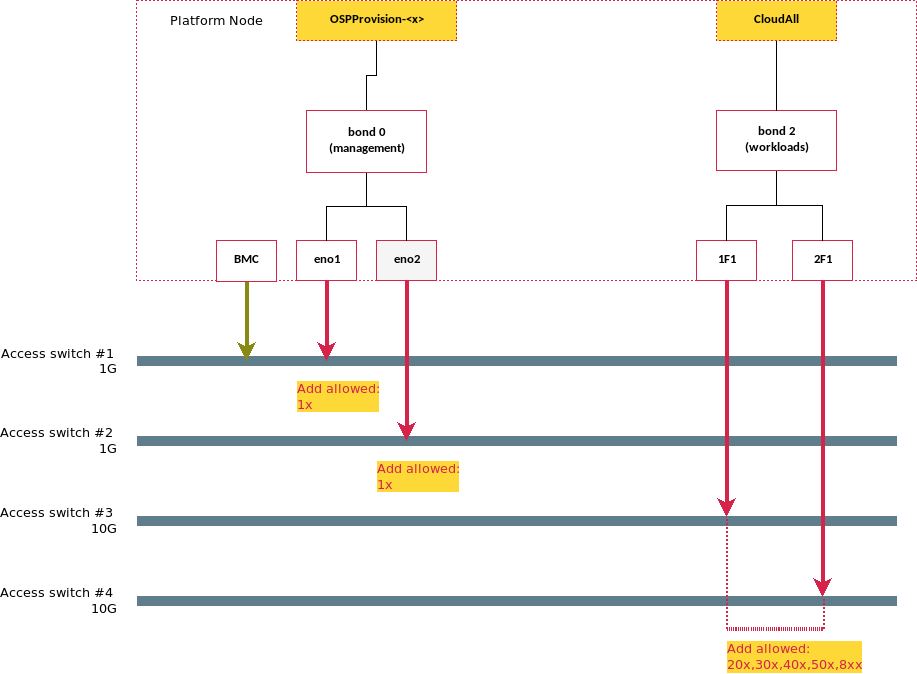 Platform Node
OSPProvision-<x>
CloudAll
bond 0
(management)
bond 2
(workloads)
BMC
eno1
eno2
1F1
2F1
Access switch #1
1G
Add allowed:
1x
Access switch #2
1G
Add allowed:
1x
Access switch #3
10G
Access switch #4
10G
Add allowed:
20x,30x,40x,50x,8xx